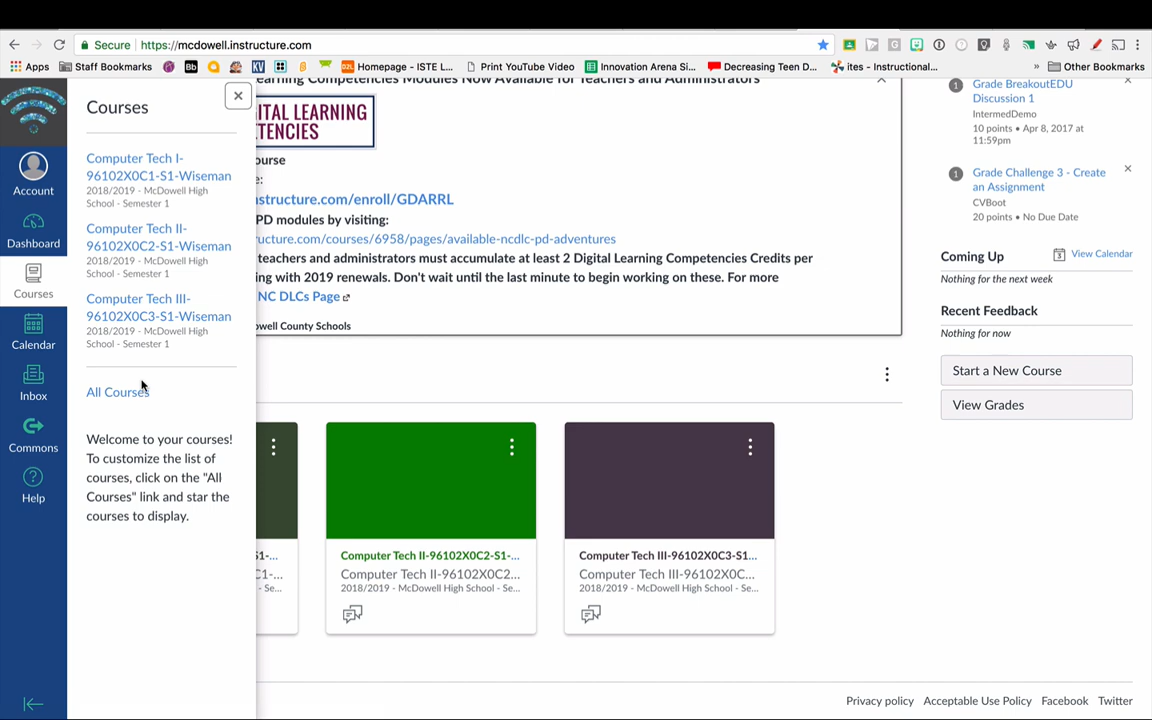 Secure
https://mcdowell.instructure.com
Apps
Staff Bookmarks
Bb
KV
D2L
Homepage - ISTE L...
Print YouTube Video
Innovation Arena Si...
Decreasing Teen D...
ites - Instructional...
»
Other Bookmarks
Account
Dashboard
Courses
Calendar
Inbox
Commons
Help
Courses
Computer Tech I-
96102X0C1-S1-Wiseman
2018/2019 - McDowell High
School - Semester 1
Computer Tech II-
96102X0C2-S1-Wiseman
2018/2019 - McDowell High
School - Semester 1
Computer Tech III-
96102X0C3-S1-Wiseman
2018/2019 - McDowell High
School - Semester 1
All Courses
Welcome to your courses!
To customize the list of
courses, click on the "All
Courses" link and star the
courses to display.
earning Competencies Modules Now Available for Teachers and Administrators
ITAL LEARNING
TENCIES
ourse
e:
nstructure.com/enroll/GDARRL
PD modules by visiting:
ructure.com/courses/6958/pages/available-ncdlc-pd-adventures
teachers and administrators must accumulate at least 2 Digital Learning Competencies Credits per
ng with 2019 renewals. Don't wait until the last minute to begin working on these. For more
NC DLCs Page
owell County Schools
S1-...
C1-...
- Se...
Computer Tech II-96102X0C2-S1-...
Computer Tech II-96102X0C2...
2018/2019 - McDowell High School - Se...
Computer Tech III-96102X0C3-S1...
Computer Tech III-96102X0C...
2018/2019 - McDowell High School - Se...
1
Grade BreakoutEDU
Discussion 1
IntermedDemo
10 points • Apr 8, 2017 at
11:59pm
1
Grade Challenge 3 - Create
an Assignment
CVBoot
20 points • No Due Date
Coming Up
View Calendar
Nothing for the next week
Recent Feedback
Nothing for now
Start a New Course
View Grades
Privacy policy
Acceptable Use Policy
Facebook
Twitter